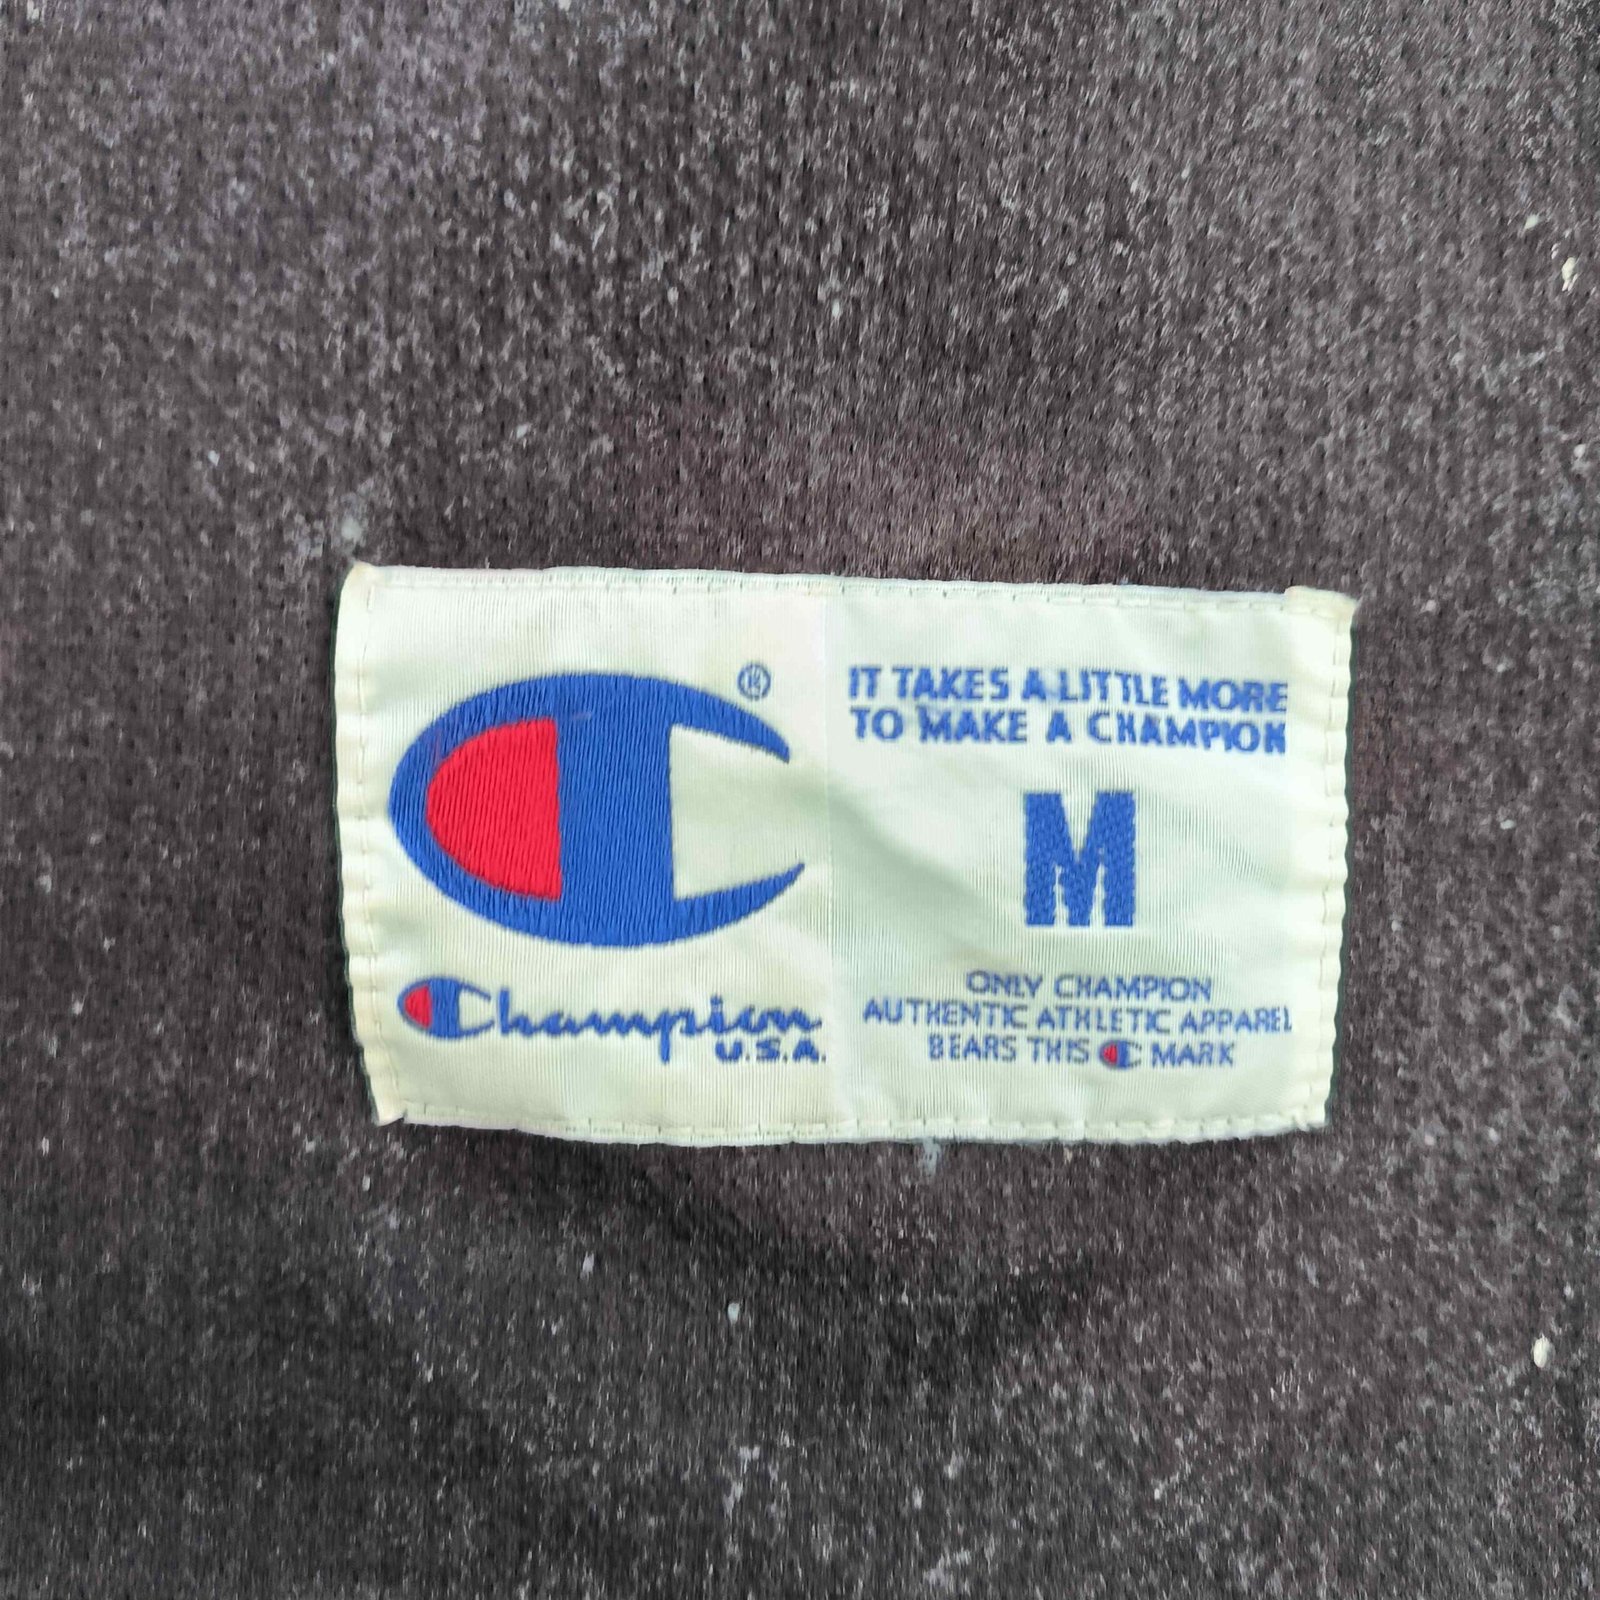 ®
Champion
U.S.A.
IT TAKES A LITTLE MORE
TO MAKE A CHAMPION
M
ONLY CHAMPION
AUTHENTIC ATHLETIC APPAREL
BEARS THIS C MARK